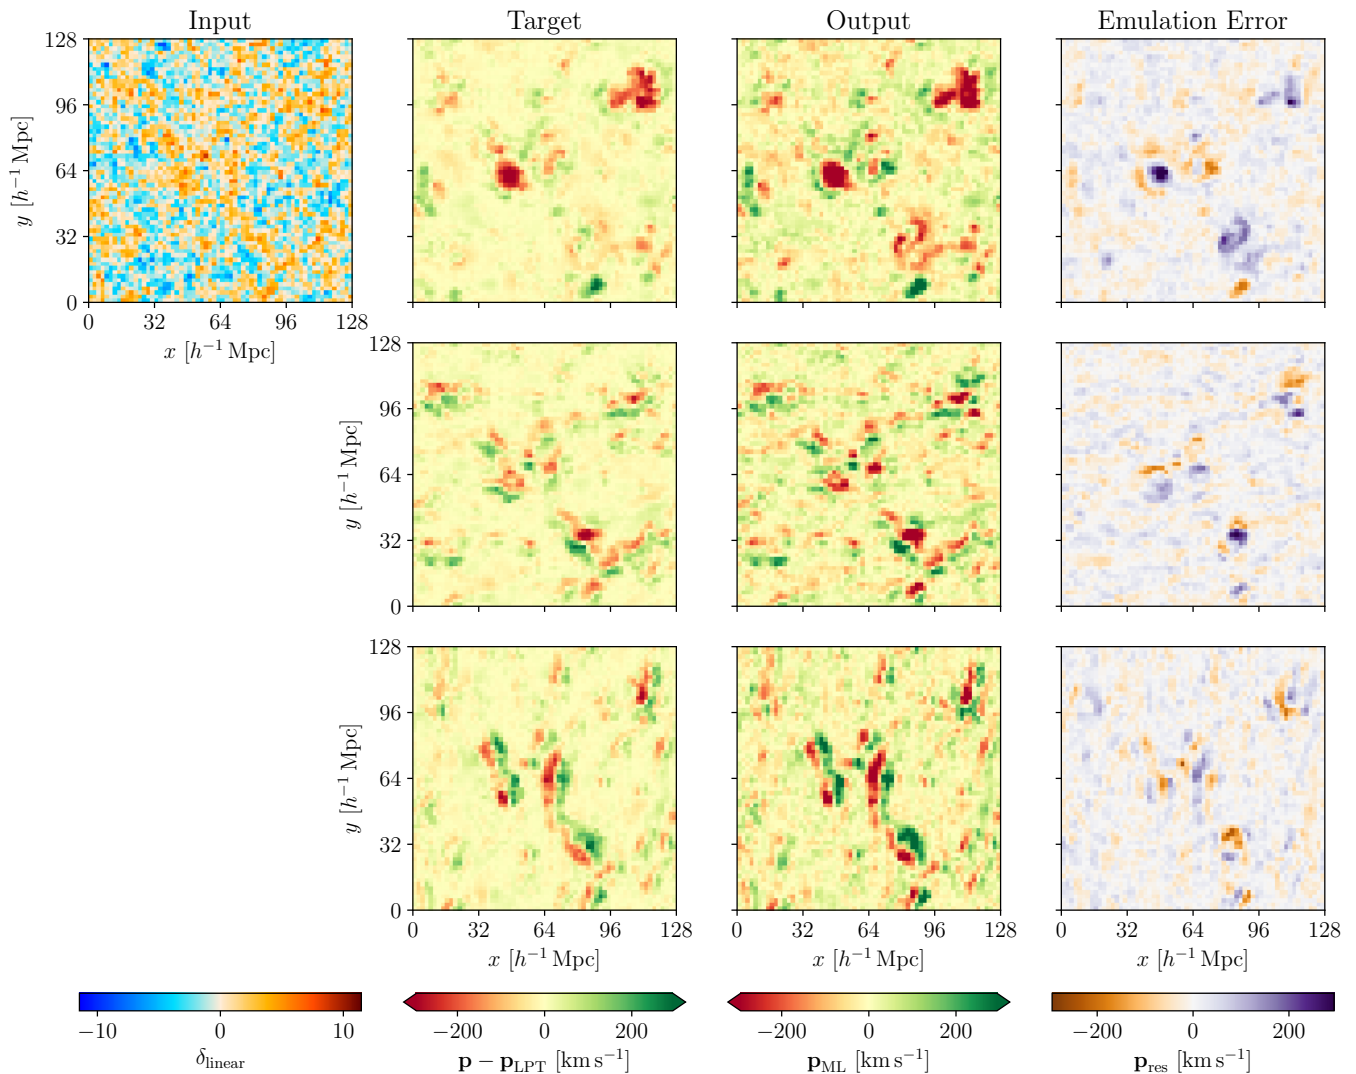 Input
Target
Output
Emulation Error
128
96
64
32
0
y [h⁻¹ Mpc]
0 32 64 96 128
x [h⁻¹ Mpc]
128
96
64
32
0
y [h⁻¹ Mpc]
128
96
64
32
0
y [h⁻¹ Mpc]
0 32 64 96 128
x [h⁻¹ Mpc]
0 32 64 96 128
x [h⁻¹ Mpc]
0 32 64 96 128
x [h⁻¹ Mpc]
−10 0 10
δ_linear
−200 0 200
p − p_LPT [km s⁻¹]
−200 0 200
p_ML [km s⁻¹]
−200 0 200
p_res [km s⁻¹]